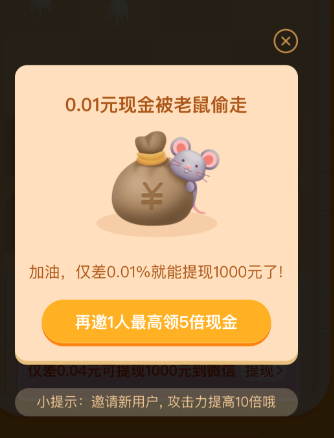 0.01元现金被老鼠偷走
¥
加油，仅差0.01%就能提现1000元了!
再邀1人最高领5倍现金
仅差0.04元可提现1000元到微信 提现>
小提示：邀请新用户, 攻击力提高10倍哦